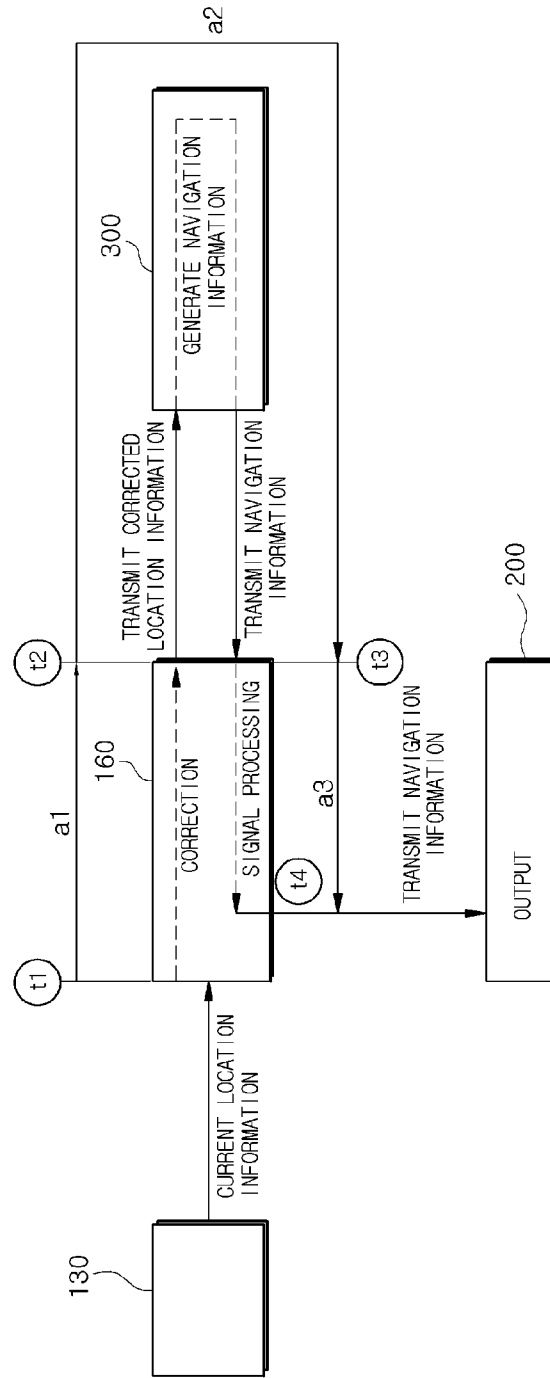 a1
a2
t1
t2
160
300
130
CORRECTION
TRANSMIT CORRECTED
LOCATION INFORMATION
GENERATE NAVIGATION
INFORMATION
CURRENT LOCATION
INFORMATION
SIGNAL PROCESSING
TRANSMIT NAVIGATION
INFORMATION
t4
a3
t3
TRANSMIT NAVIGATION
INFORMATION
200
OUTPUT